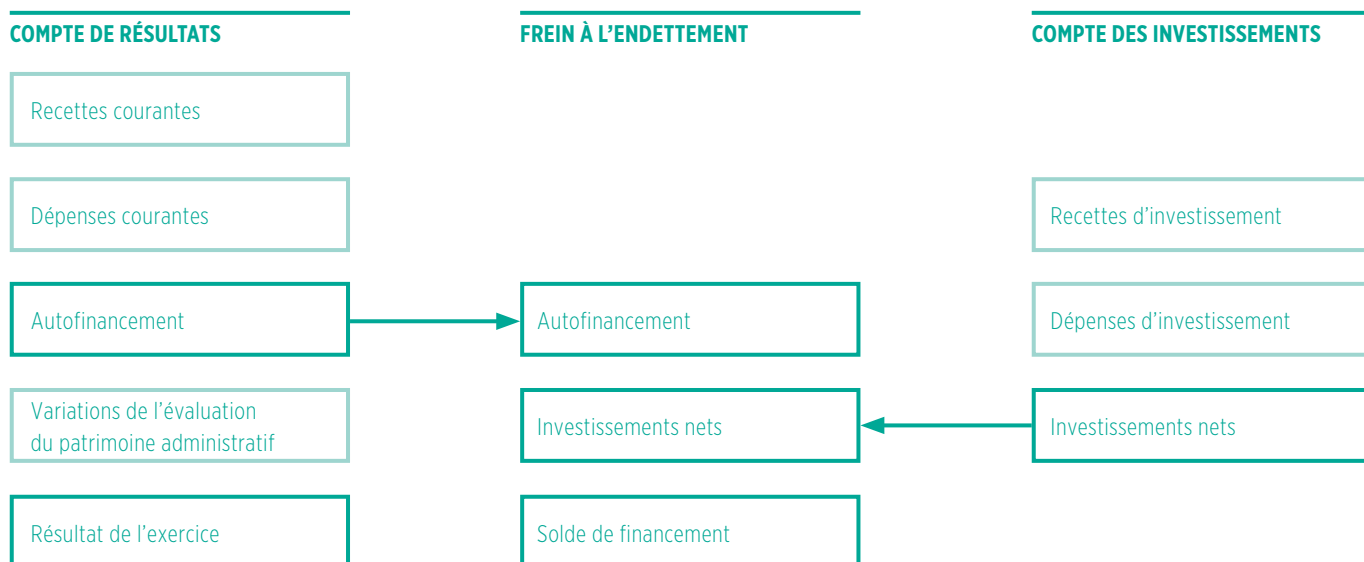 COMPTE DE RÉSULTATS
Recettes courantes
Dépenses courantes
Autofinancement
Variations de l’évaluation
du patrimoine administratif
Résultat de l’exercice
FREIN À L’ENDETTEMENT
Autofinancement
Investissements nets
Solde de financement
COMPTE DES INVESTISSEMENTS
Recettes d’investissement
Dépenses d’investissement
Investissements nets